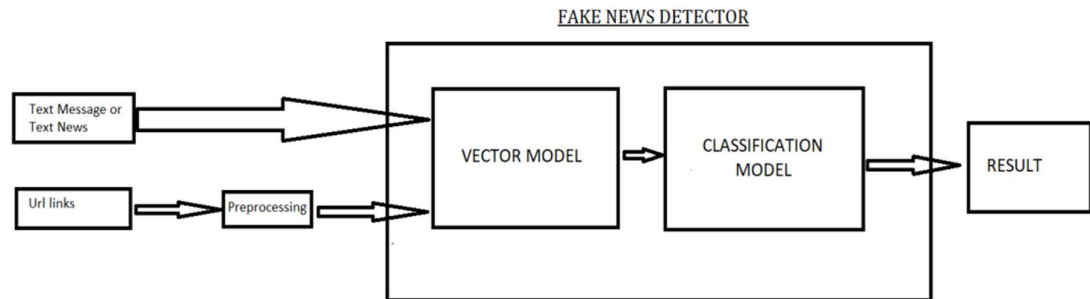 FAKE NEWS DETECTOR
Text Message or
Text News
VECTOR MODEL
CLASSIFICATION
MODEL
RESULT
Url links
Preprocessing